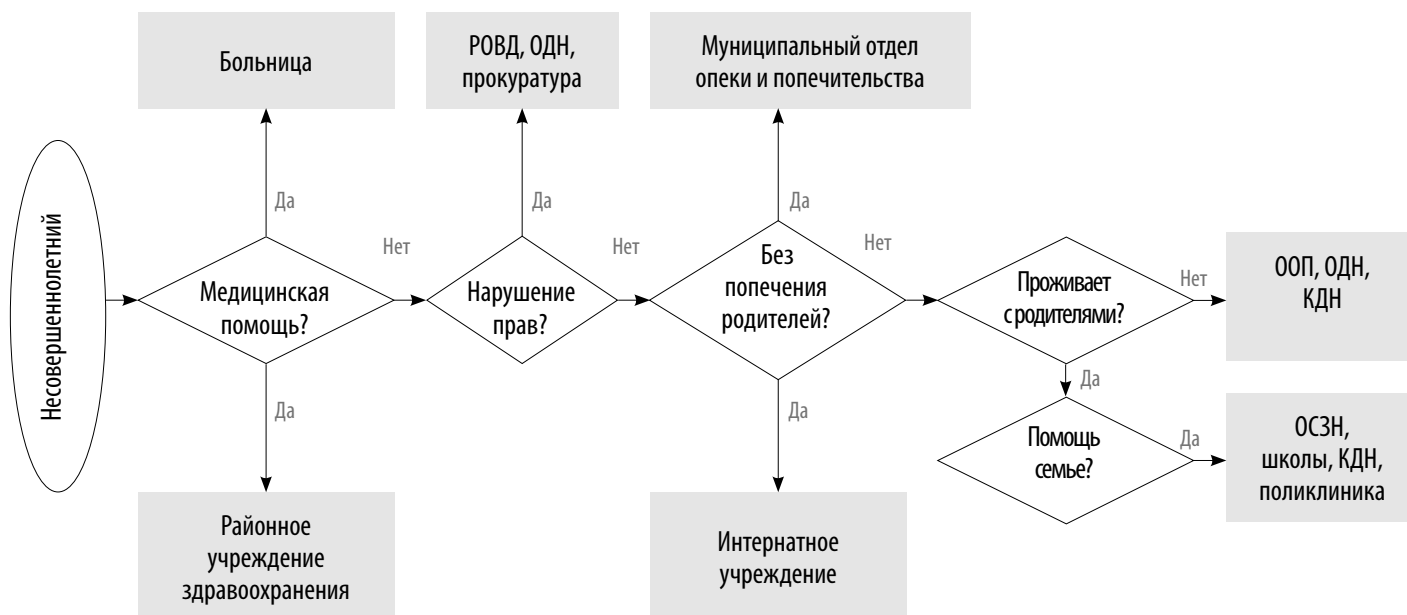 Больница
РОВД, ОДН,
прокуратура
Муниципальный отдел
опеки и попечительства
Да
Да
Да
Нет
Нет
Нет
Несовершеннолетний
Медицинская
помощь?
Нарушение
прав?
Без
попечения
родителей?
Проживает
с родителями?
Нет
ООП, ОДН,
КДН
Да
Да
Да
Помощь
семье?
Да
ОСЗН,
школы, КДН,
поликлиника
Районное
учреждение
здравоохранения
Интернатное
учреждение